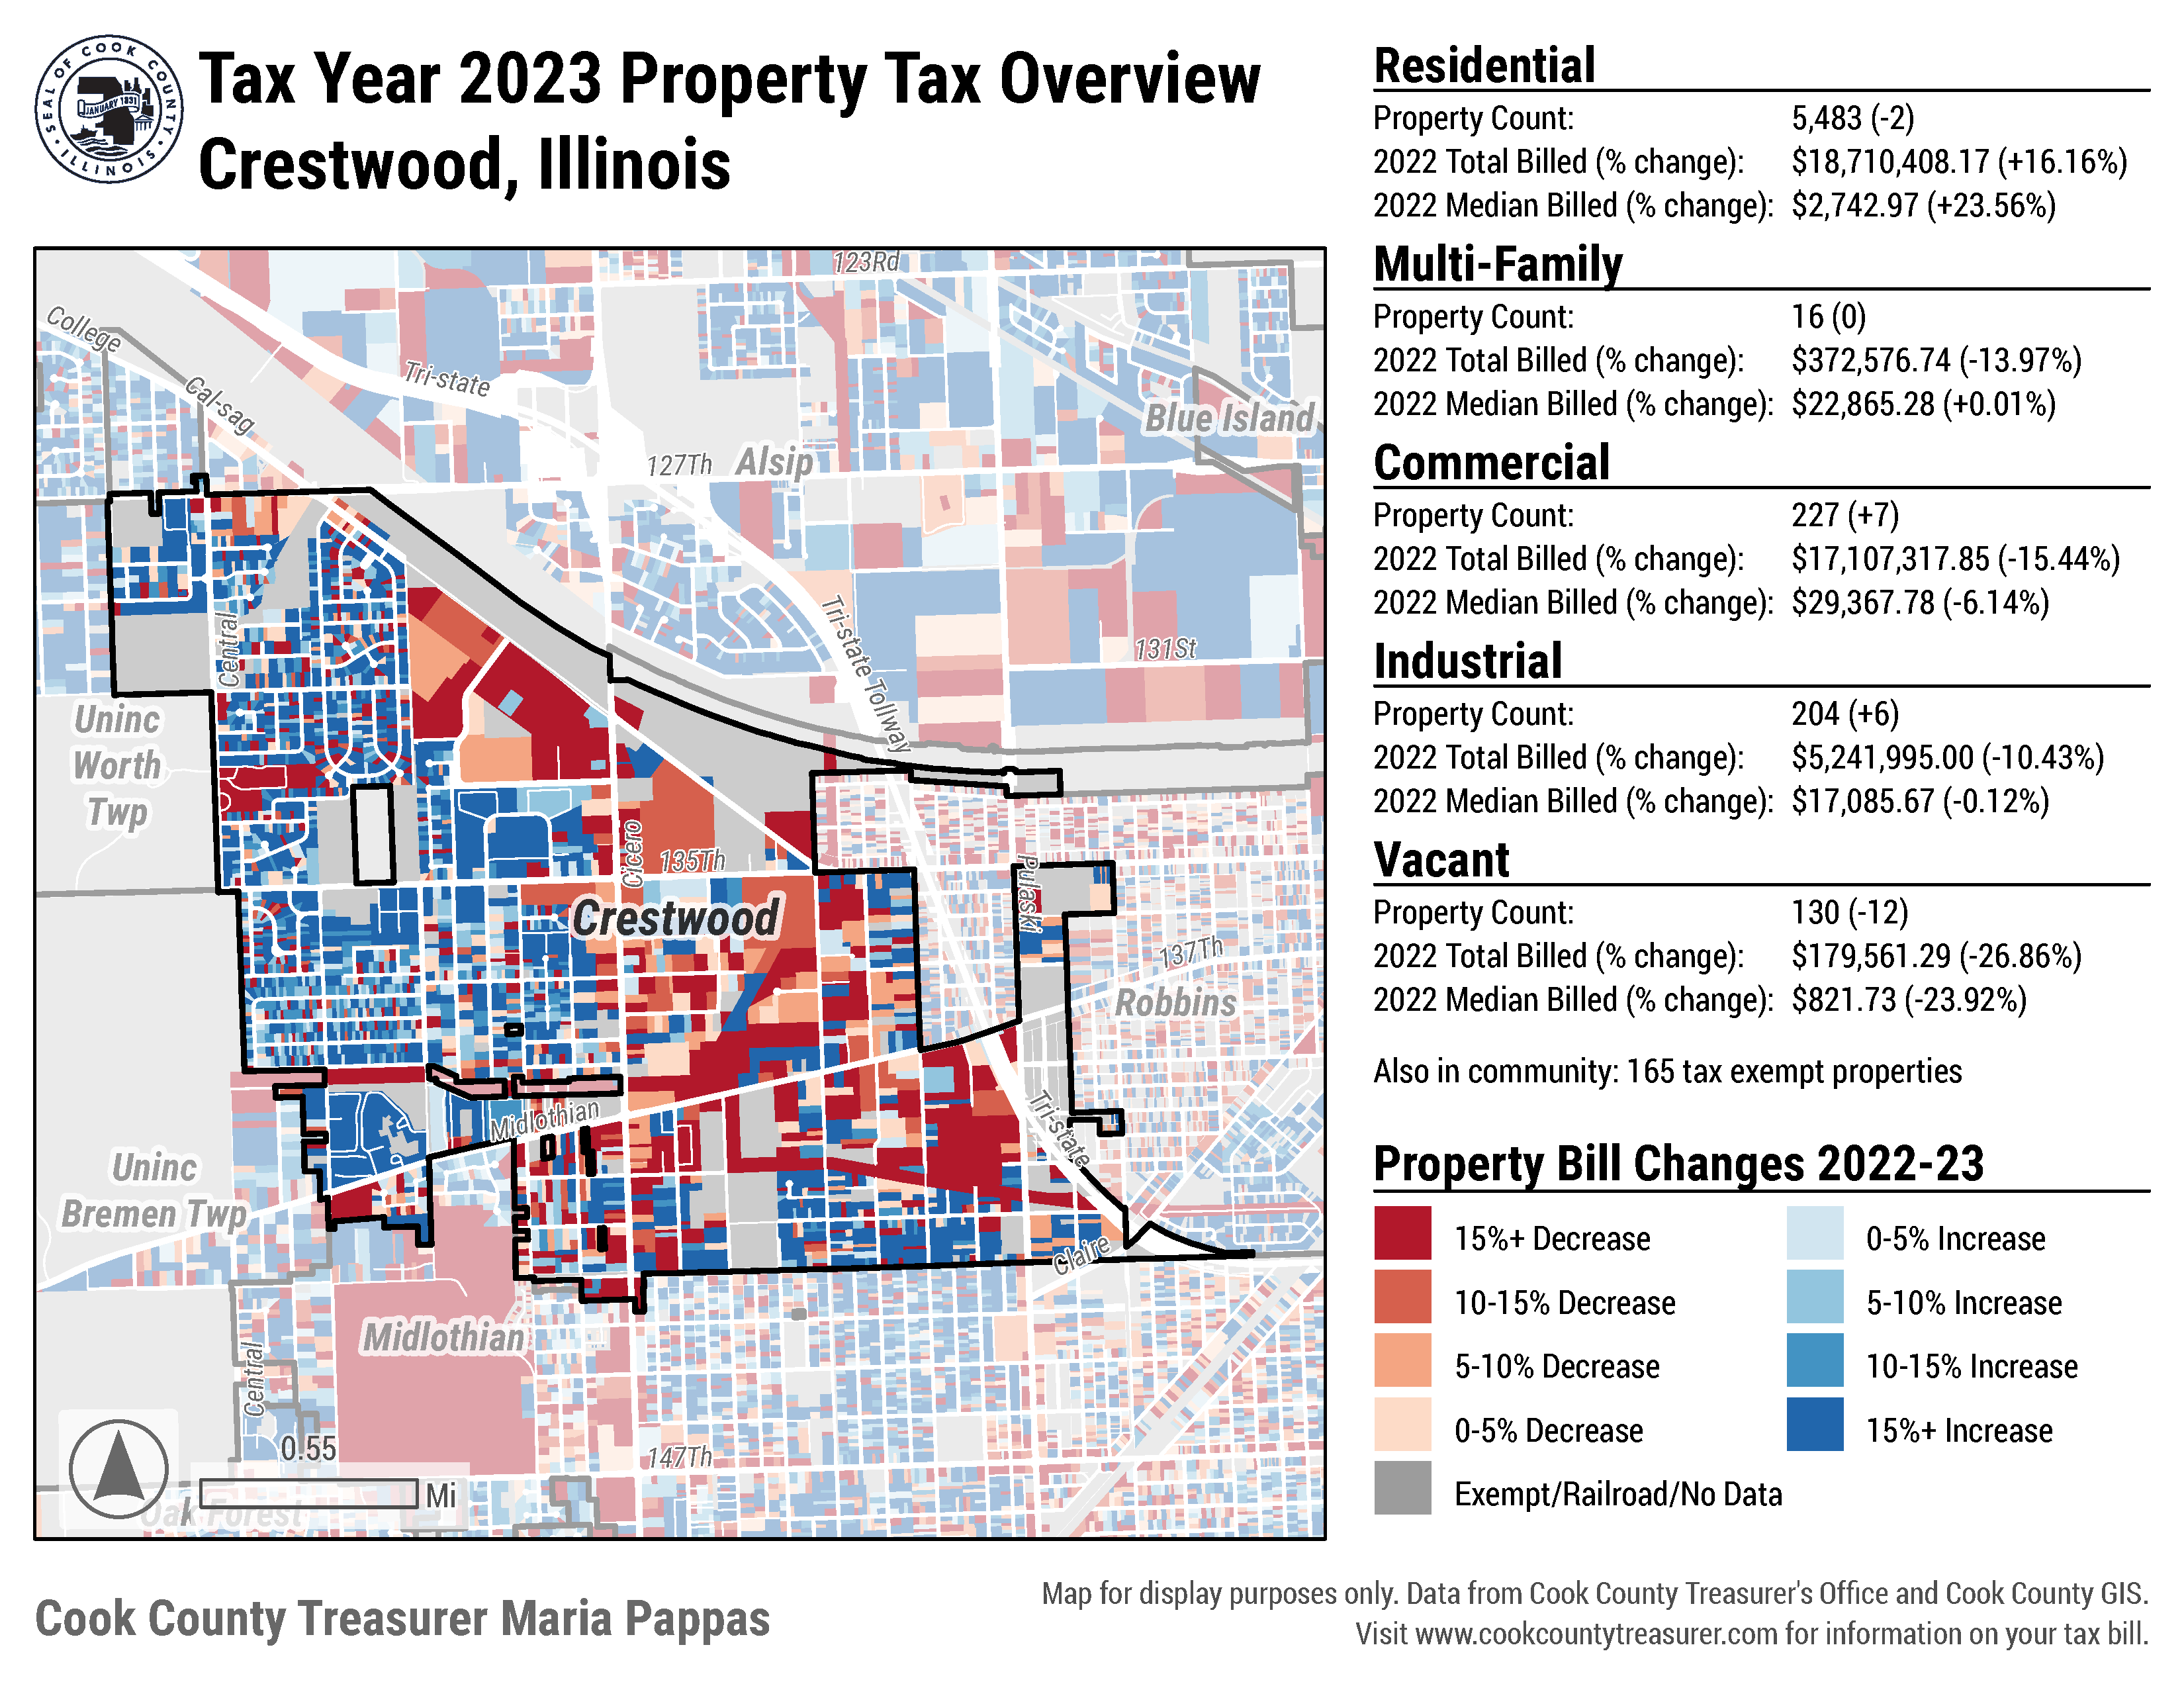 SEAL OF COOK COUNTY
JANUARY 1831
ILLINOIS
Tax Year 2023 Property Tax Overview
Crestwood, Illinois
123Rd
College
Cal-sag
Tri-state
Blue Island
127Th
Alsip
Tri-state Tollway
131St
Central
Uninc
Worth
Twp
Cicero
135Th
Pulaski
Crestwood
137Th
Robbins
Midlothian
Tri-state
Uninc
Bremen Twp
Claire
Midlothian
Central
0.55
147Th
Mi
Oak Forest
Residential
Property Count: 5,483 (-2)
2022 Total Billed (% change): $18,710,408.17 (+16.16%)
2022 Median Billed (% change): $2,742.97 (+23.56%)
Multi-Family
Property Count: 16 (0)
2022 Total Billed (% change): $372,576.74 (-13.97%)
2022 Median Billed (% change): $22,865.28 (+0.01%)
Commercial
Property Count: 227 (+7)
2022 Total Billed (% change): $17,107,317.85 (-15.44%)
2022 Median Billed (% change): $29,367.78 (-6.14%)
Industrial
Property Count: 204 (+6)
2022 Total Billed (% change): $5,241,995.00 (-10.43%)
2022 Median Billed (% change): $17,085.67 (-0.12%)
Vacant
Property Count: 130 (-12)
2022 Total Billed (% change): $179,561.29 (-26.86%)
2022 Median Billed (% change): $821.73 (-23.92%)
Also in community: 165 tax exempt properties
Property Bill Changes 2022-23
15%+ Decrease
0-5% Increase
10-15% Decrease
5-10% Increase
5-10% Decrease
10-15% Increase
0-5% Decrease
15%+ Increase
Exempt/Railroad/No Data
Cook County Treasurer Maria Pappas
Map for display purposes only. Data from Cook County Treasurer's Office and Cook County GIS.
Visit www.cookcountytreasurer.com for information on your tax bill.